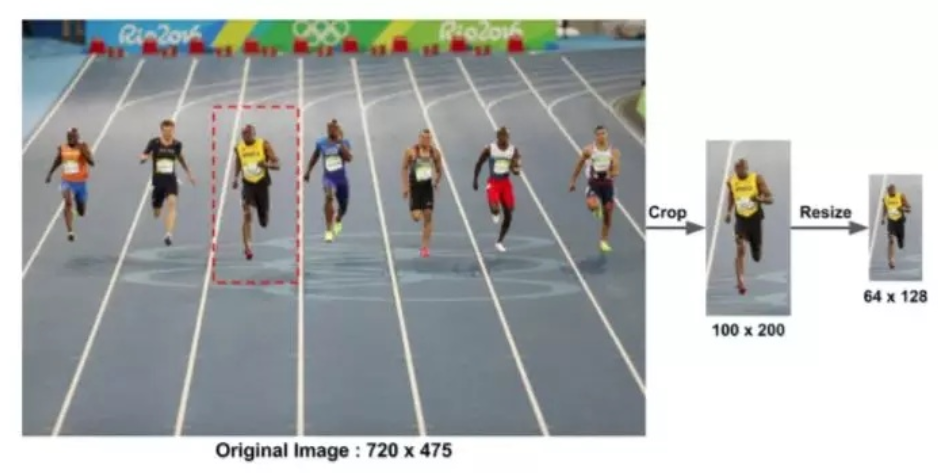 Rio2016
Rio2016
Crop
Resize
64 x 128
100 x 200
Original Image : 720 x 475